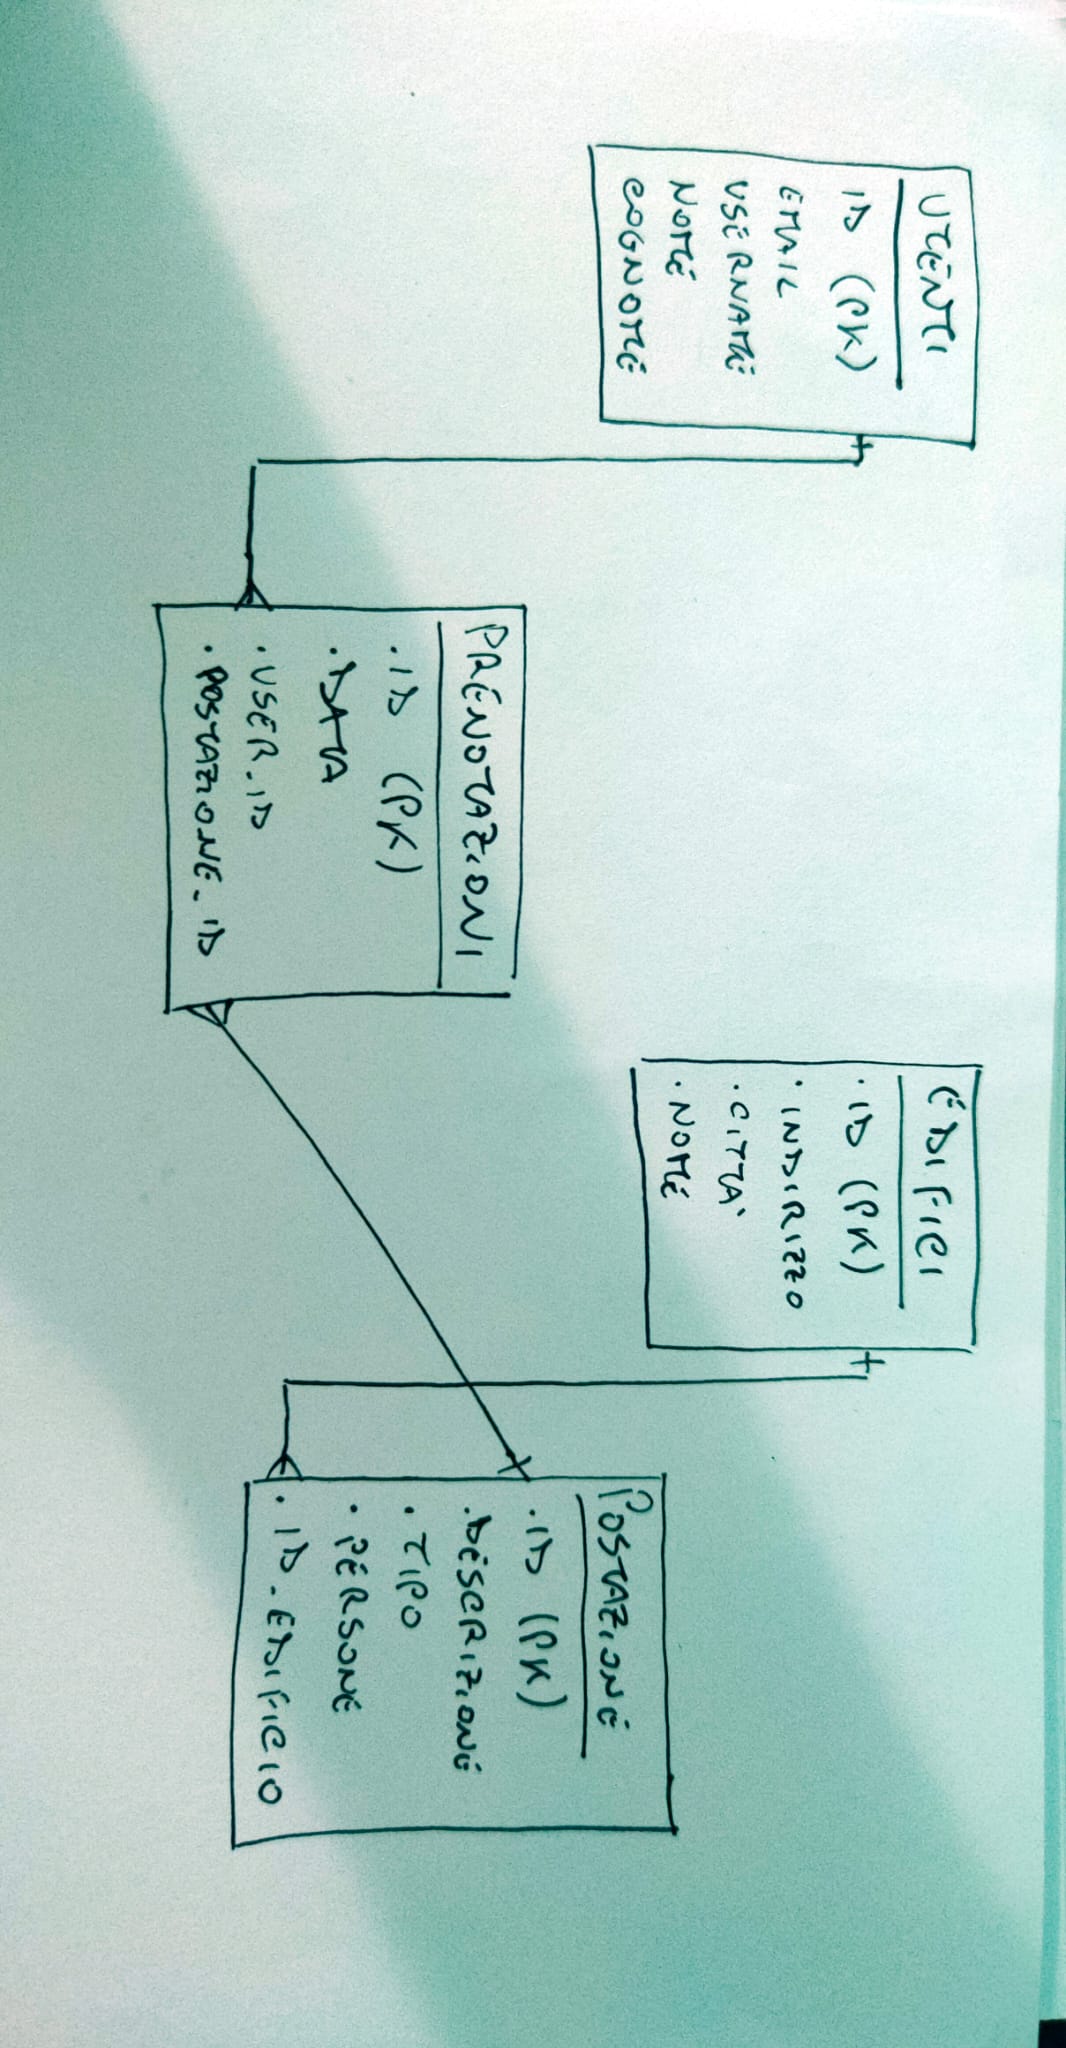 UTENTI
ID (PK)
EMAIL
USERNAME
NOME
COGNOME
EDIFICI
· ID (PK)
· INDIRIZZO
· CITTA'
· NOME
PRENOTAZIONI
· ID (PK)
· DATA
· USER_ID
· POSTAZIONE_ID
POSTAZIONE
· ID (PK)
· DESCRIZIONE
· TIPO
· PERSONE
· ID_EDIFICIO